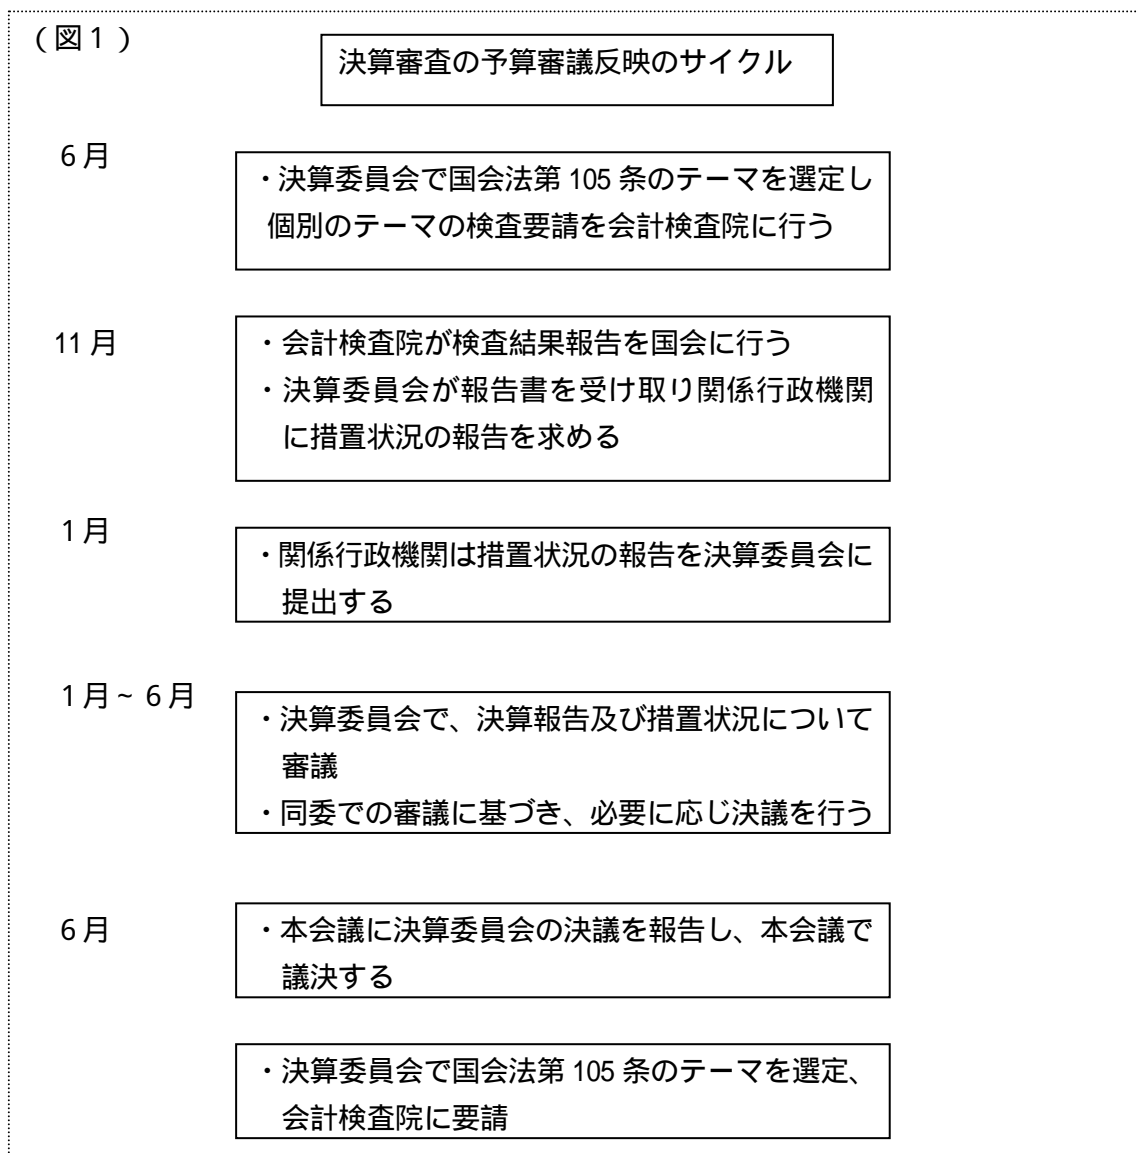 （図1）
決算審査の予算審議反映のサイクル
6月
・決算委員会で国会法第 105 条のテーマを選定し
個別のテーマの検査要請を会計検査院に行う
11月
・会計検査院が検査結果報告を国会に行う
・決算委員会が報告書を受け取り関係行政機関
に措置状況の報告を求める
1月
・関係行政機関は措置状況の報告を決算委員会に
提出する
1月~6月
・決算委員会で、決算報告及び措置状況について
審議
・同委での審議に基づき、必要に応じ決議を行う
6月
・本会議に決算委員会の決議を報告し、本会議で
議決する
・決算委員会で国会法第 105 条のテーマを選定、
会計検査院に要請